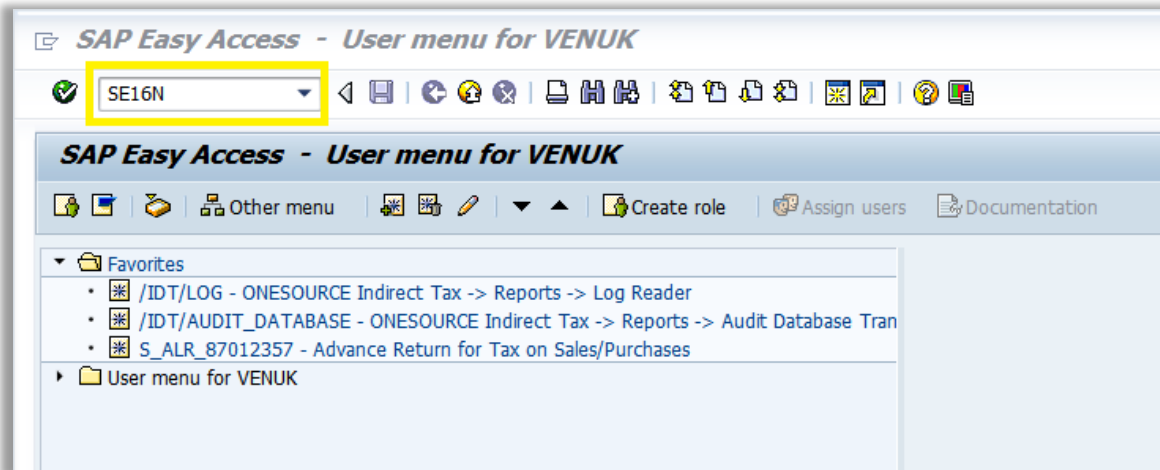 SAP Easy Access - User menu for VENUK
SE16N
SAP Easy Access - User menu for VENUK
Other menu Create role Assign users Documentation
Favorites
/IDT/LOG - ONESOURCE Indirect Tax -> Reports -> Log Reader
/IDT/AUDIT_DATABASE - ONESOURCE Indirect Tax -> Reports -> Audit Database Tran
S_ALR_87012357 - Advance Return for Tax on Sales/Purchases
User menu for VENUK